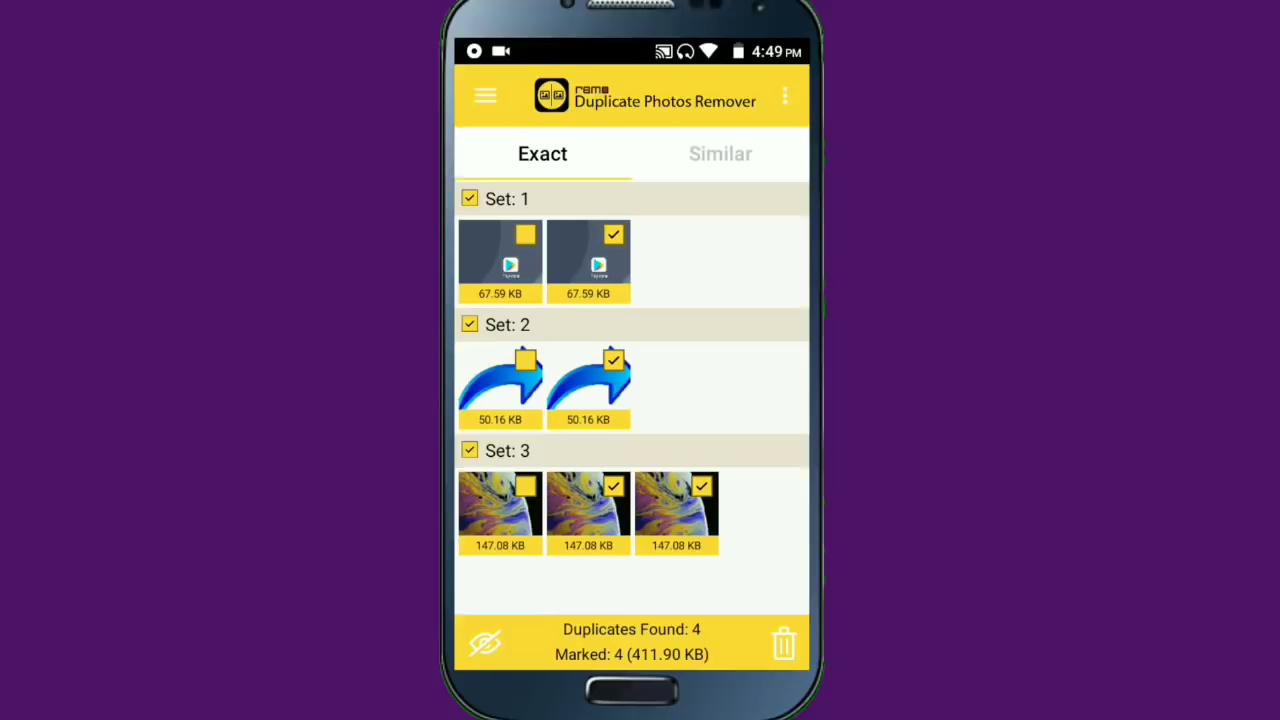 4:49 PM
remo
Duplicate Photos Remover
Exact Similar
Set: 1
67.59 KB 67.59 KB
Set: 2
50.16 KB 50.16 KB
Set: 3
147.08 KB 147.08 KB 147.08 KB
Duplicates Found: 4
Marked: 4 (411.90 KB)